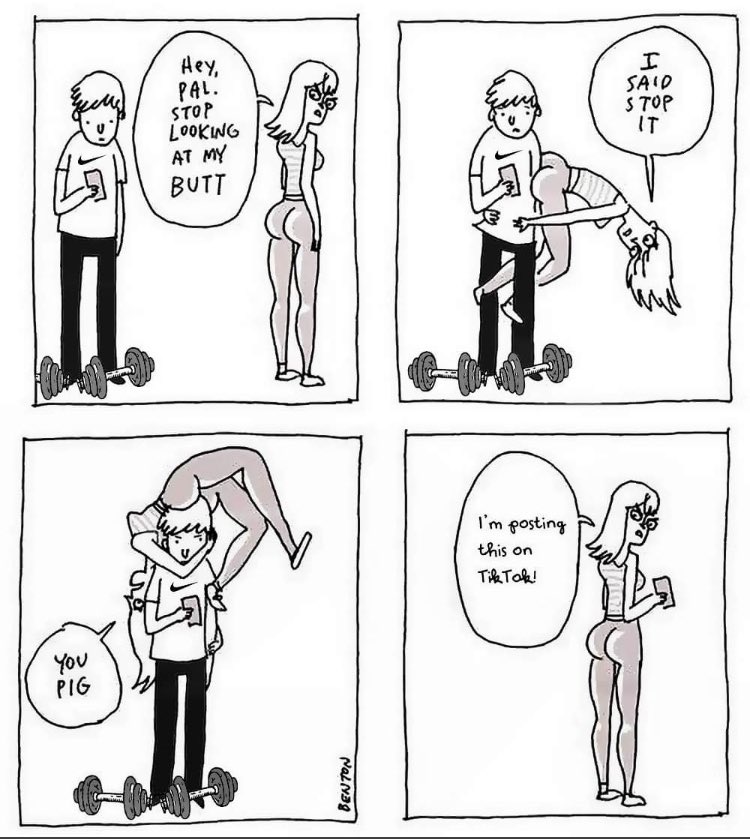 Hey,
PAL.
STOP
LOOKING
AT MY
BUTT
I
SAID
STOP
IT
YOU
PIG
BENTON
I'm posting
this on
TikTok!